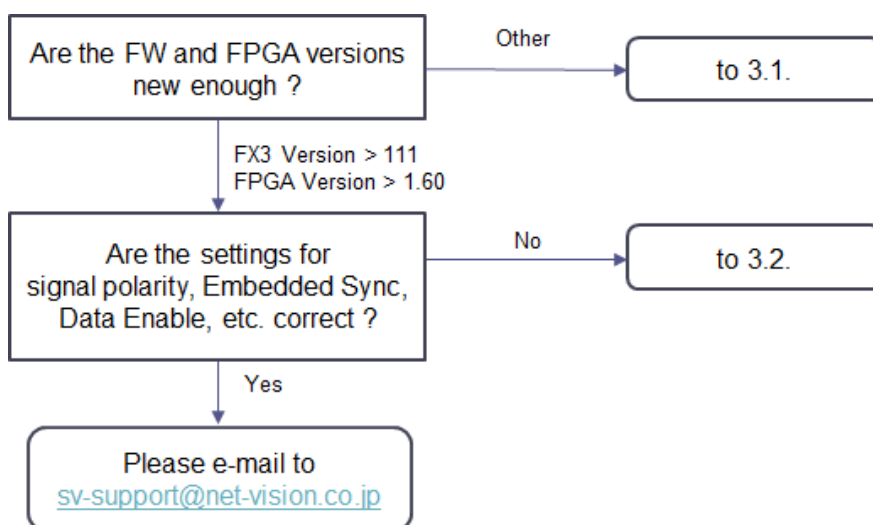 Are the FW and FPGA versions
new enough ?
Other
to 3.1.
FX3 Version > 111
FPGA Version > 1.60
Are the settings for
signal polarity, Embedded Sync,
Data Enable, etc. correct ?
No
to 3.2.
Yes
Please e-mail to
sv-support@net-vision.co.jp